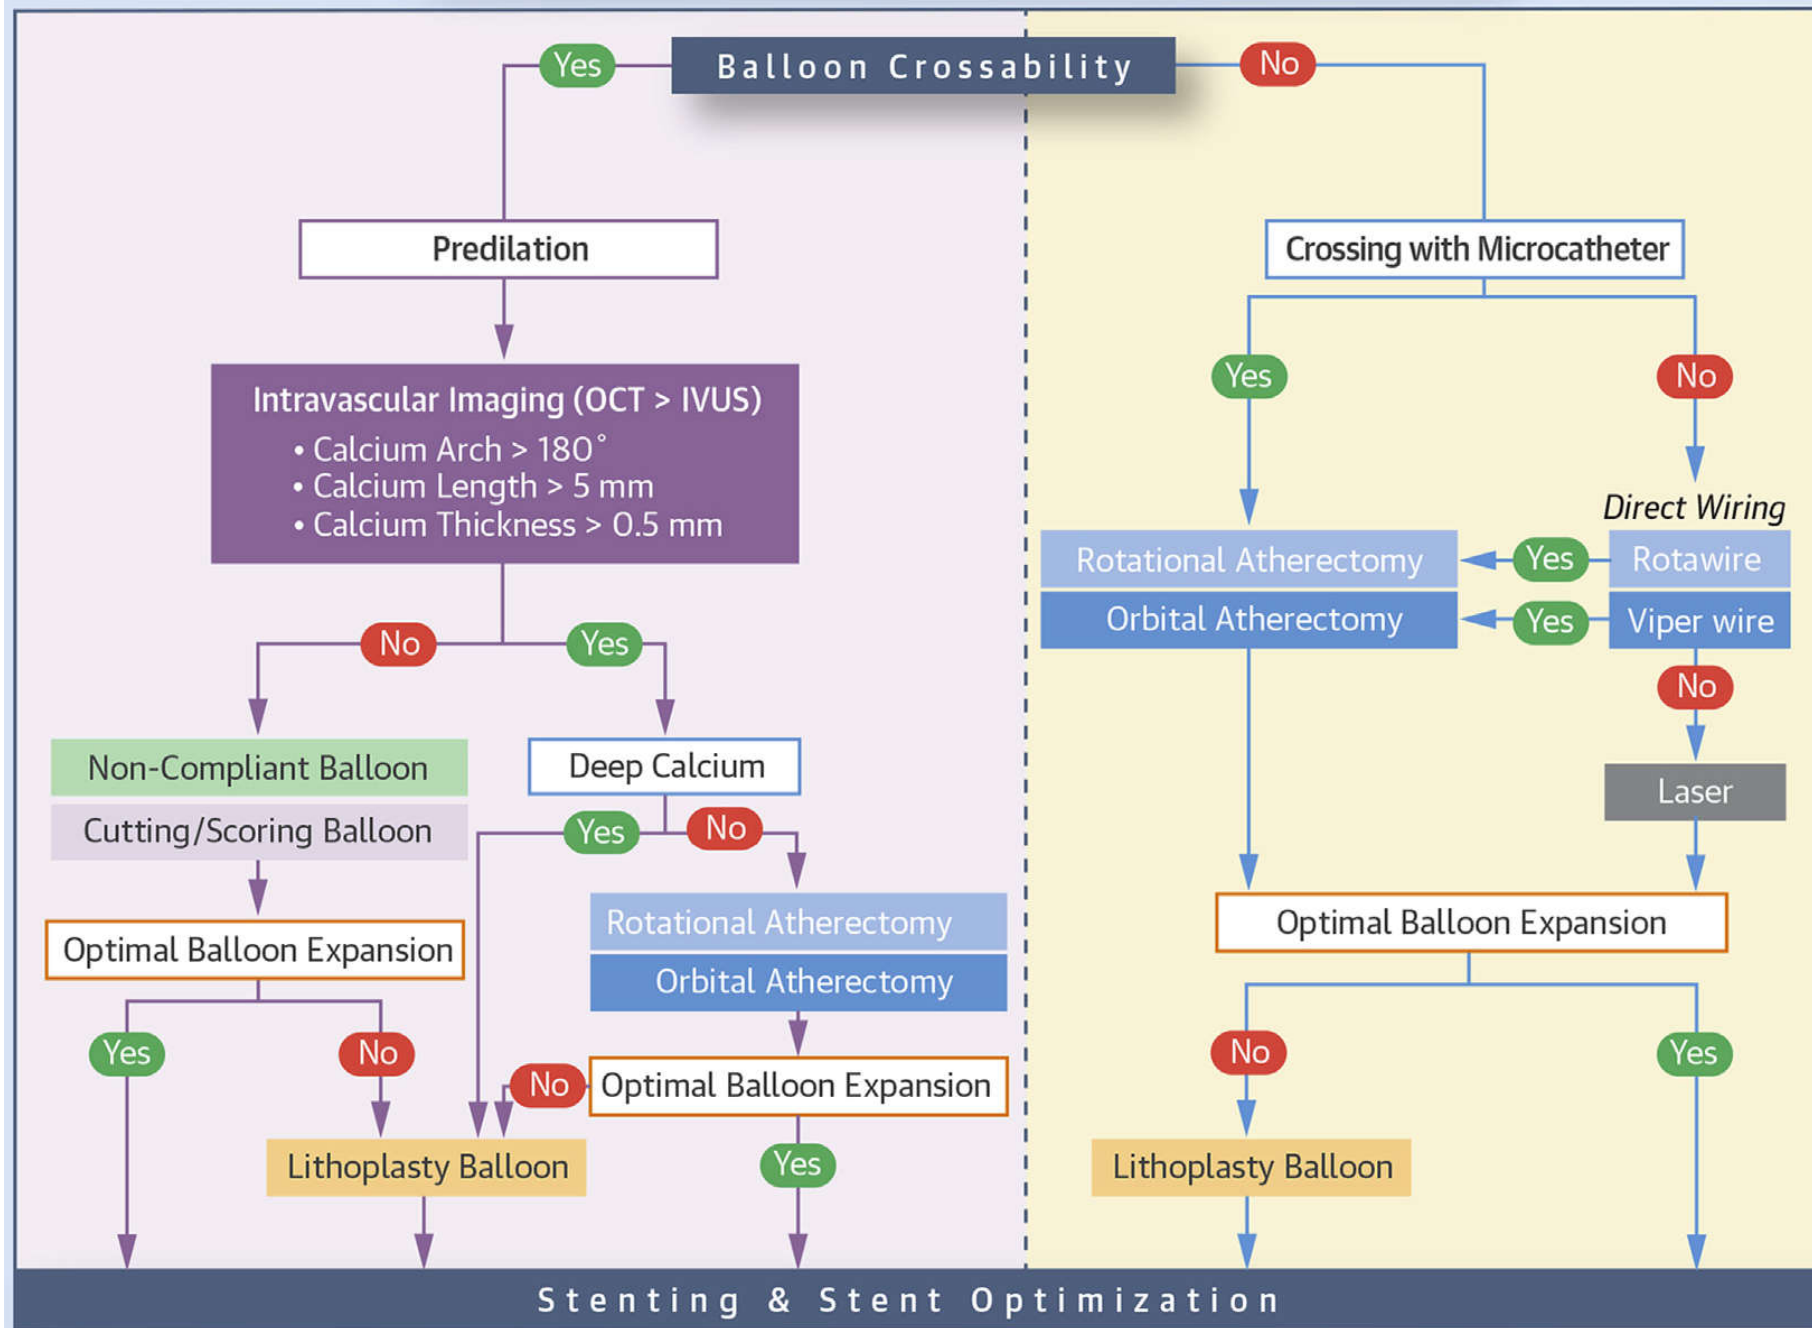 Balloon Crossability
Yes
No
Predilation
Crossing with Microcatheter
Intravascular Imaging (OCT > IVUS)
• Calcium Arch > 180°
• Calcium Length > 5 mm
• Calcium Thickness > 0.5 mm
Yes
No
Direct Wiring
Rotational Atherectomy
Yes
Rotawire
Orbital Atherectomy
Yes
Viper wire
No
Yes
No
Non-Compliant Balloon
Deep Calcium
Laser
Cutting/Scoring Balloon
Yes
No
Rotational Atherectomy
Optimal Balloon Expansion
Optimal Balloon Expansion
Orbital Atherectomy
Yes
No
No
Yes
No
Optimal Balloon Expansion
Lithoplasty Balloon
Yes
Lithoplasty Balloon
Stenting & Stent Optimization